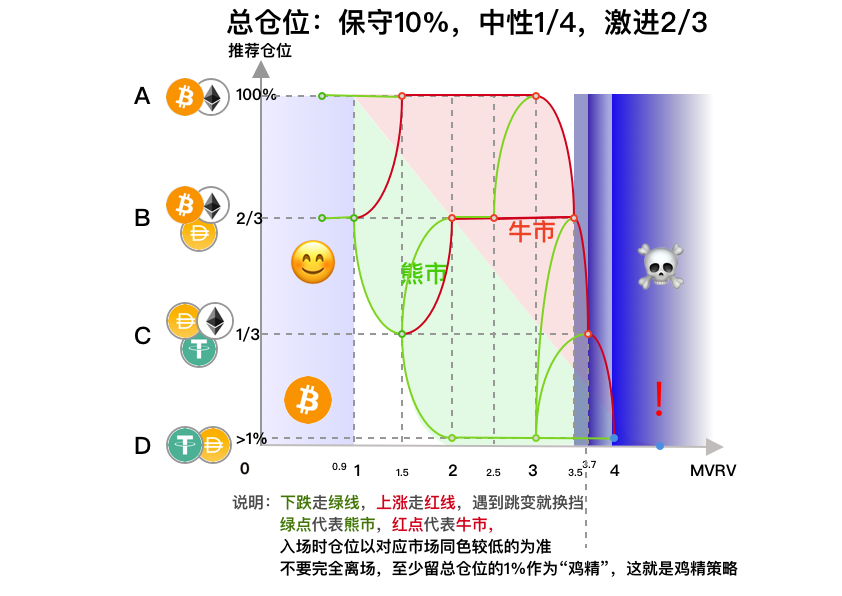 总仓位：保守10%，中性1/4，激进2/3
推荐仓位
A
100%
B
2/3
牛市
熊市
C
1/3
D
>1%
0
0.9
1
1.5
2
2.5
3
3.5
3.7
4
MVRV
!
说明：下跌走绿线，上涨走红线，遇到跳变就换挡
绿点代表熊市，红点代表牛市，
入场时仓位以对应市场同色较低的为准
不要完全离场，至少留总仓位的1%作为“鸡精”，这就是鸡精策略